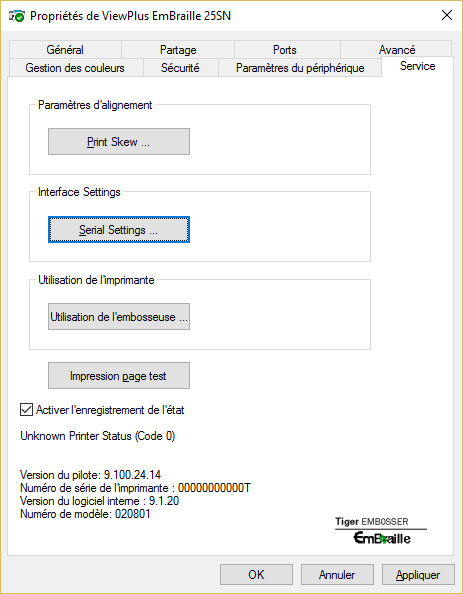 Propriétés de ViewPlus EmBraille 25SN
Général Partage Ports Avancé
Gestion des couleurs Sécurité Paramètres du périphérique Service
Paramètres d'alignement
Print Skew ...
Interface Settings
Serial Settings ...
Utilisation de l'imprimante
Utilisation de l'embosseuse ...
Impression page test
Activer l'enregistrement de l'état
Unknown Printer Status (Code 0)
Version du pilote: 9.100.24.14
Numéro de série de l'imprimante : 00000000000T
Version du logiciel interne : 9.1.20
Numéro de modèle: 020801
Tiger EMBOSSER
EmBraille
OK Annuler Appliquer